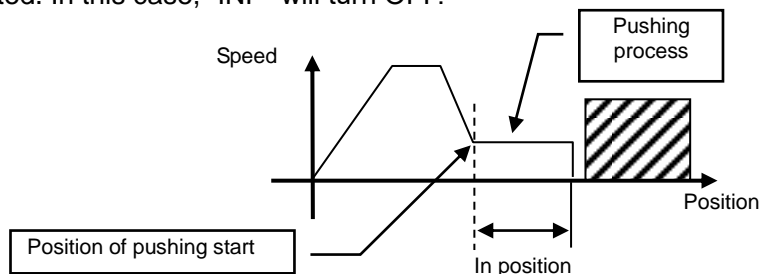 ted. In this case, "INP" will turn OFF.
Pushing
process
Speed
Position
Position of pushing start
In position